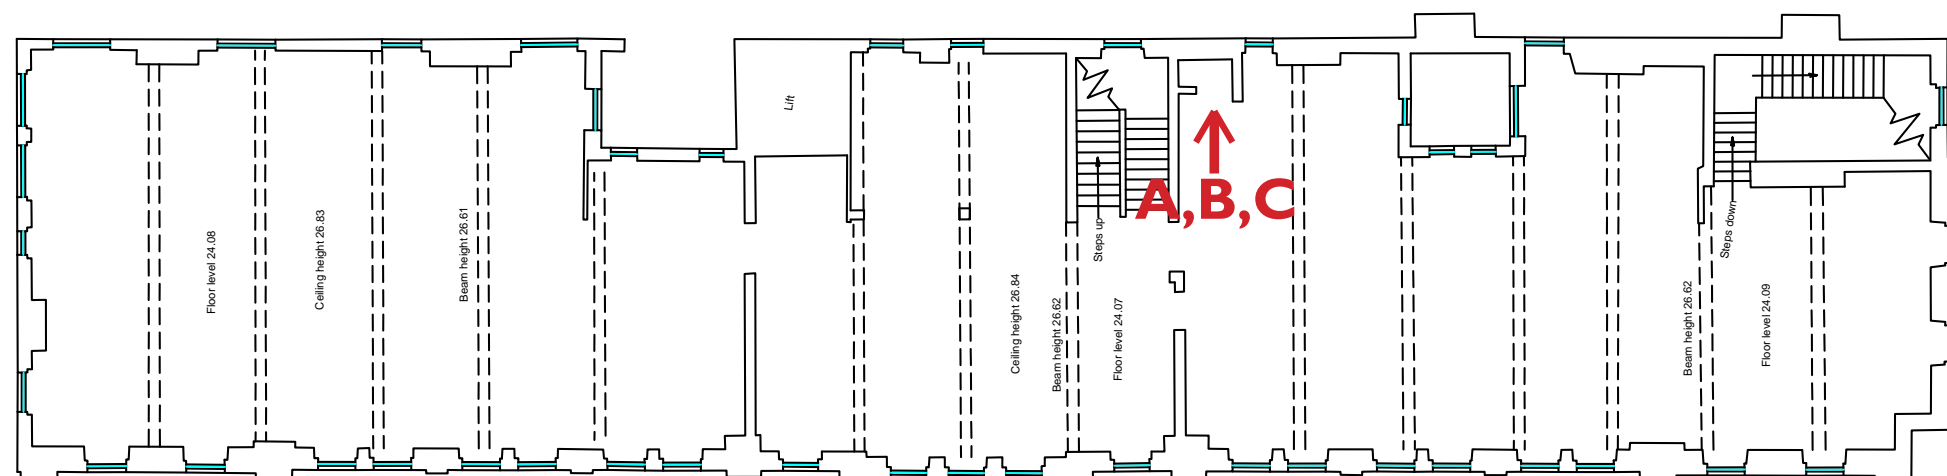 Floor level 24.08
Ceiling height 26.83
Beam height 26.61
Lift
Ceiling height 26.84
Beam height 26.62
Steps up
Floor level 24.07
A,B,C
Beam height 26.62
Steps down
Floor level 24.09